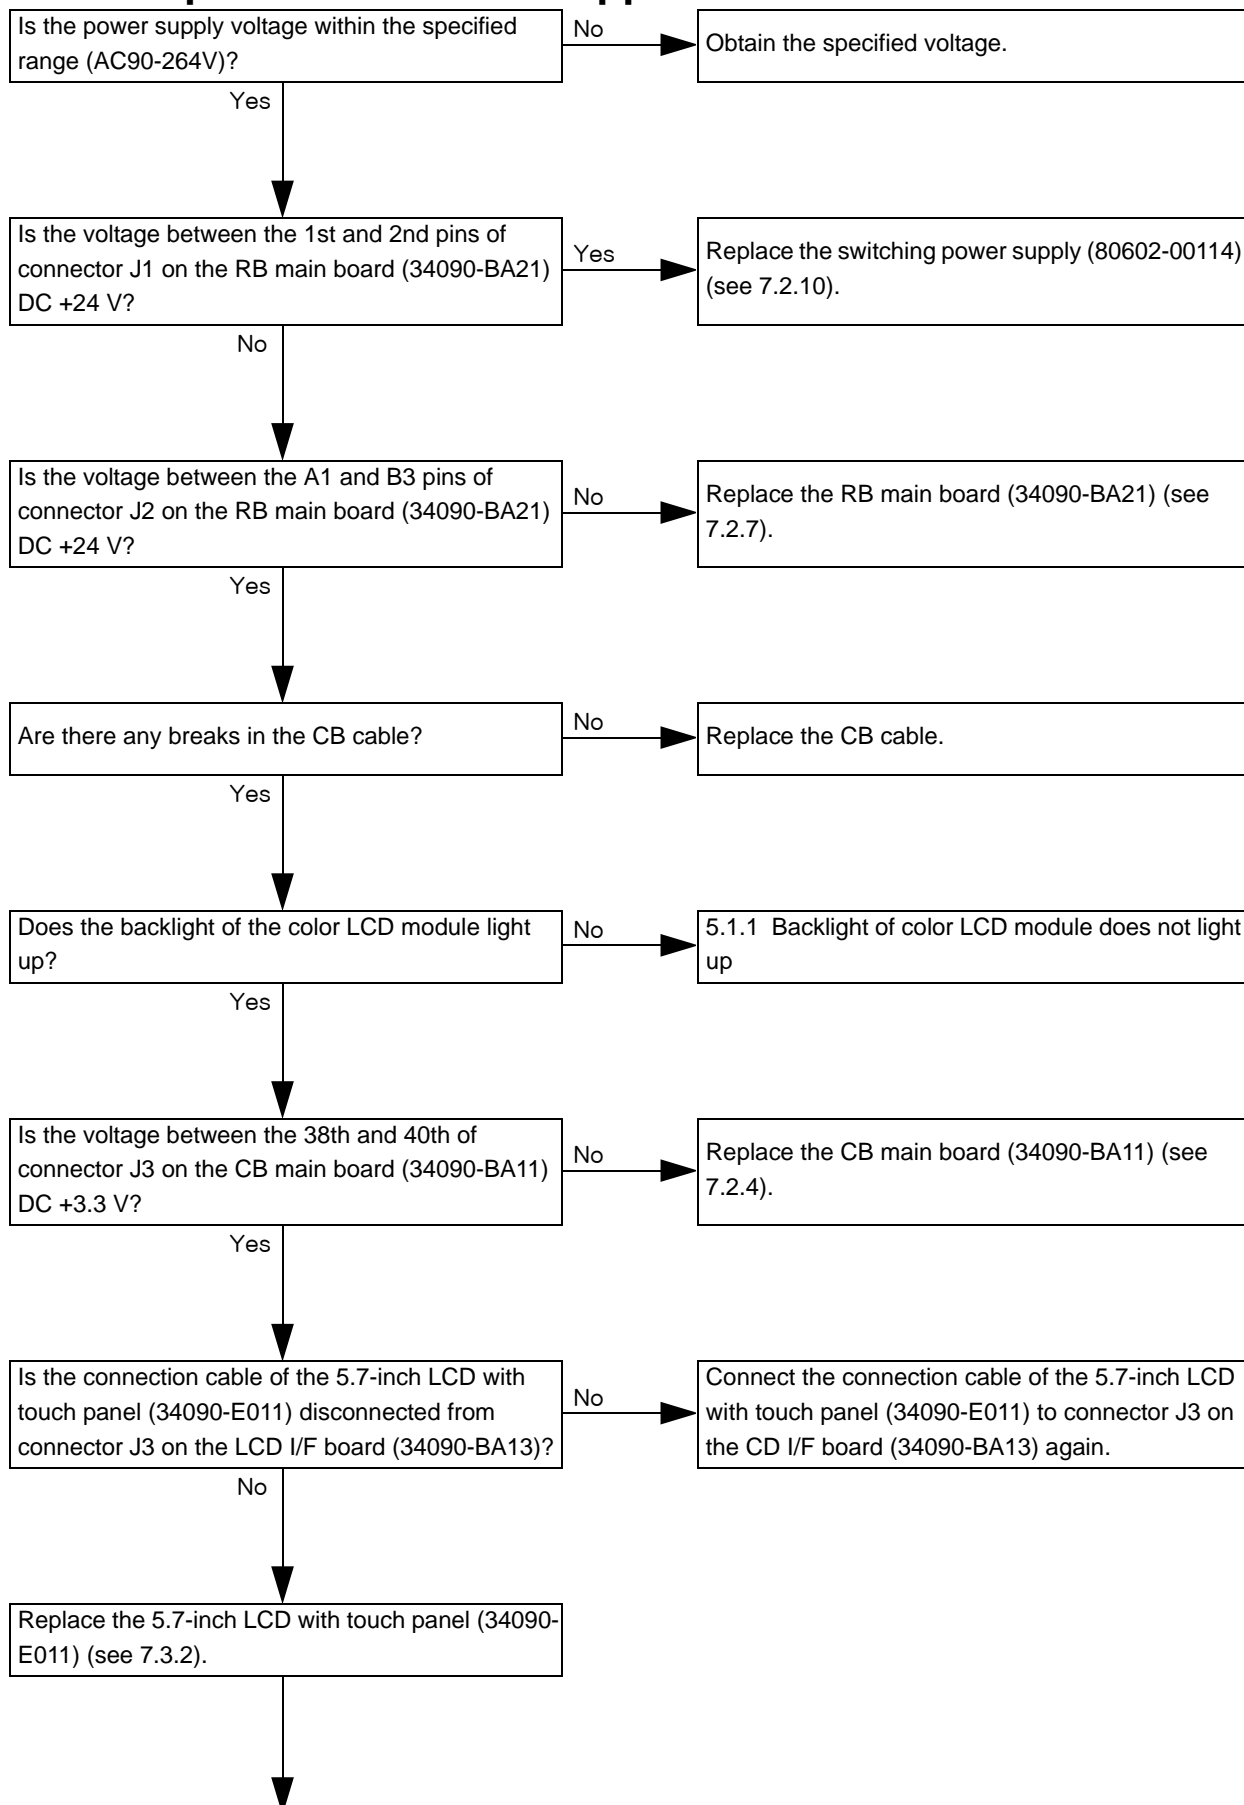 Is the power supply voltage within the specified
range (AC90-264V)?
No
Obtain the specified voltage.
Yes
Is the voltage between the 1st and 2nd pins of
connector J1 on the RB main board (34090-BA21)
DC +24 V?
Yes
Replace the switching power supply (80602-00114)
(see 7.2.10).
No
Is the voltage between the A1 and B3 pins of
connector J2 on the RB main board (34090-BA21)
DC +24 V?
No
Replace the RB main board (34090-BA21) (see
7.2.7).
Yes
Are there any breaks in the CB cable?
No
Replace the CB cable.
Yes
Does the backlight of the color LCD module light
up?
No
5.1.1 Backlight of color LCD module does not light
up
Yes
Is the voltage between the 38th and 40th of
connector J3 on the CB main board (34090-BA11)
DC +3.3 V?
No
Replace the CB main board (34090-BA11) (see
7.2.4).
Yes
Is the connection cable of the 5.7-inch LCD with
touch panel (34090-E011) disconnected from
connector J3 on the LCD I/F board (34090-BA13)?
No
Connect the connection cable of the 5.7-inch LCD
with touch panel (34090-E011) to connector J3 on
the CD I/F board (34090-BA13) again.
No
Replace the 5.7-inch LCD with touch panel (34090-
E011) (see 7.3.2).